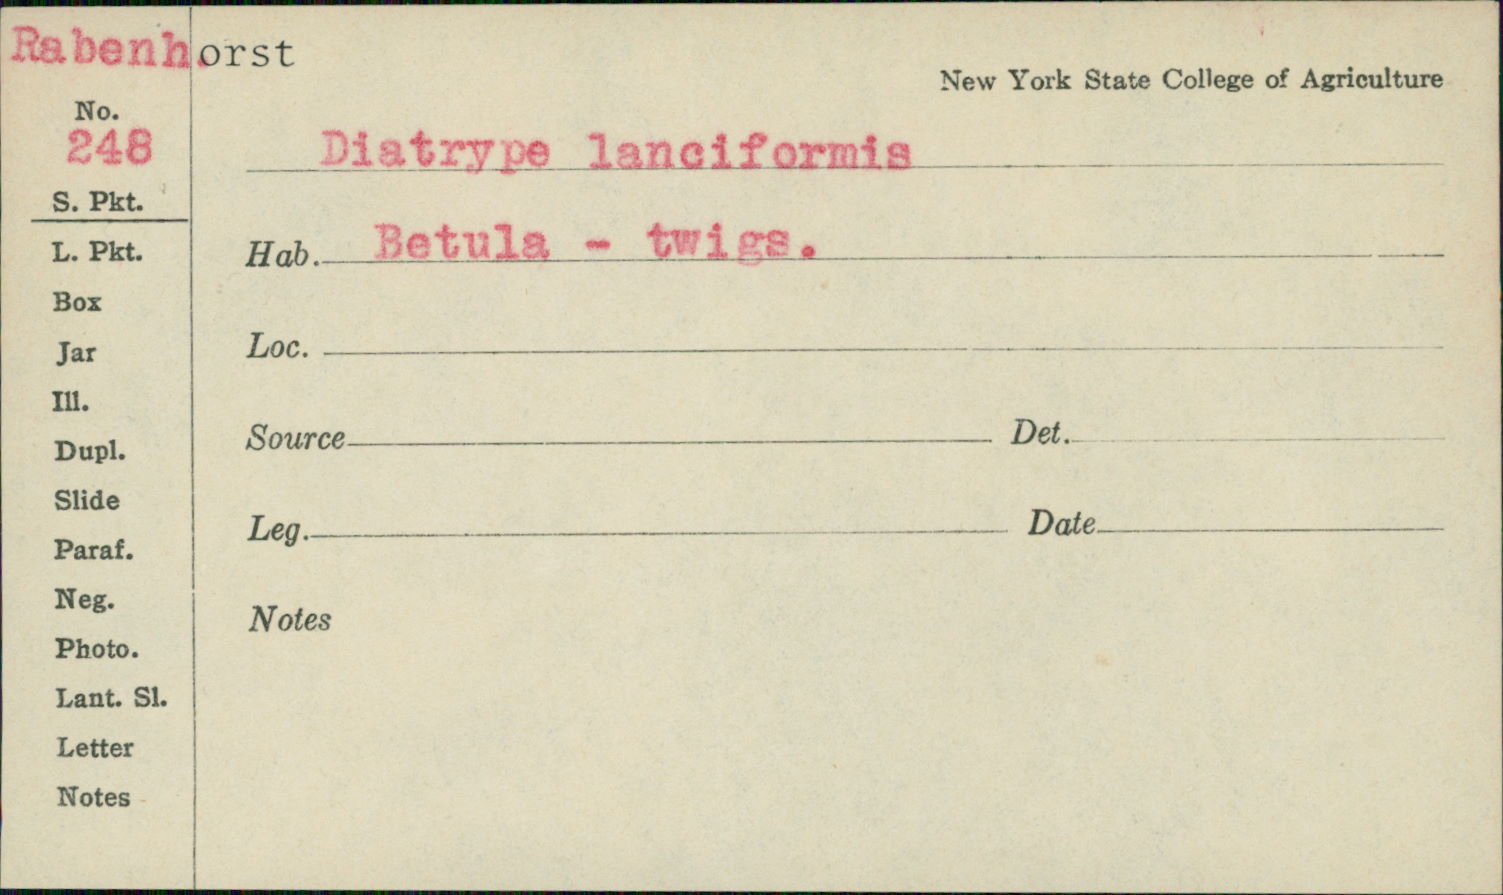 Rabenhorst
New York State College of Agriculture
No.
248
Diatrype lanciformis
S. Pkt.
Hab. Betula - twigs.
L. Pkt.
Box
Loc.
Jar
Ill.
Source Det.
Dupl.
Slide
Leg. Date
Paraf.
Neg.
Notes
Photo.
Lant. Sl.
Letter
Notes